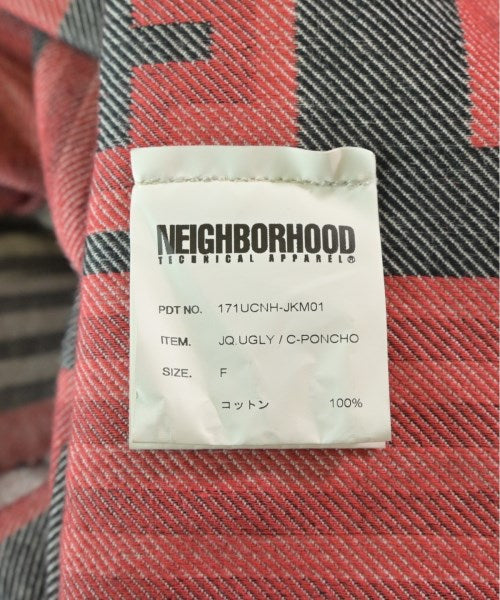 NEIGHBORHOOD
TECHNICAL APPAREL®
PDT NO. 171UCNH-JKM01
ITEM. JQ.UGLY / C-PONCHO
SIZE. F
コットン 100%